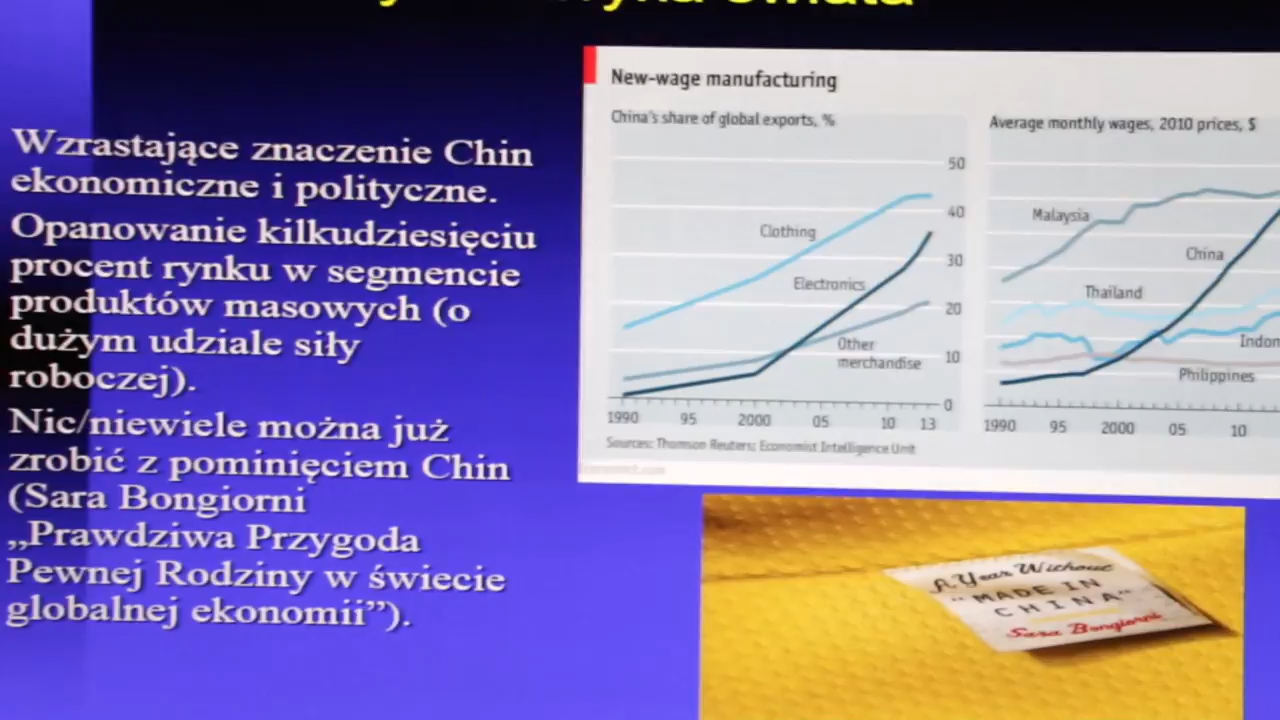 Świata
Wzrastające znaczenie Chin
ekonomiczne i polityczne.
Opanowanie kilkudziesięciu
procent rynku w segmencie
produktów masowych (o
dużym udziale siły
roboczej).
Nic/niewiele można już
zrobić z pominięciem Chin
(Sara Bongiorni
„Prawdziwa Przygoda
Pewnej Rodziny w świecie
globalnej ekonomii”).
New-wage manufacturing
China's share of global exports, %
50
40
30
20
10
0
Clothing
Electronics
Other
merchandise
1990 95 2000 05 10 13
Sources: Thomson Reuters; Economist Intelligence Unit
Average monthly wages, 2010 prices, $
Malaysia
China
Thailand
Indon
Philippines
1990 95 2000 05 10
A Year Without
"MADE IN
CHINA"
Sara Bongiorni